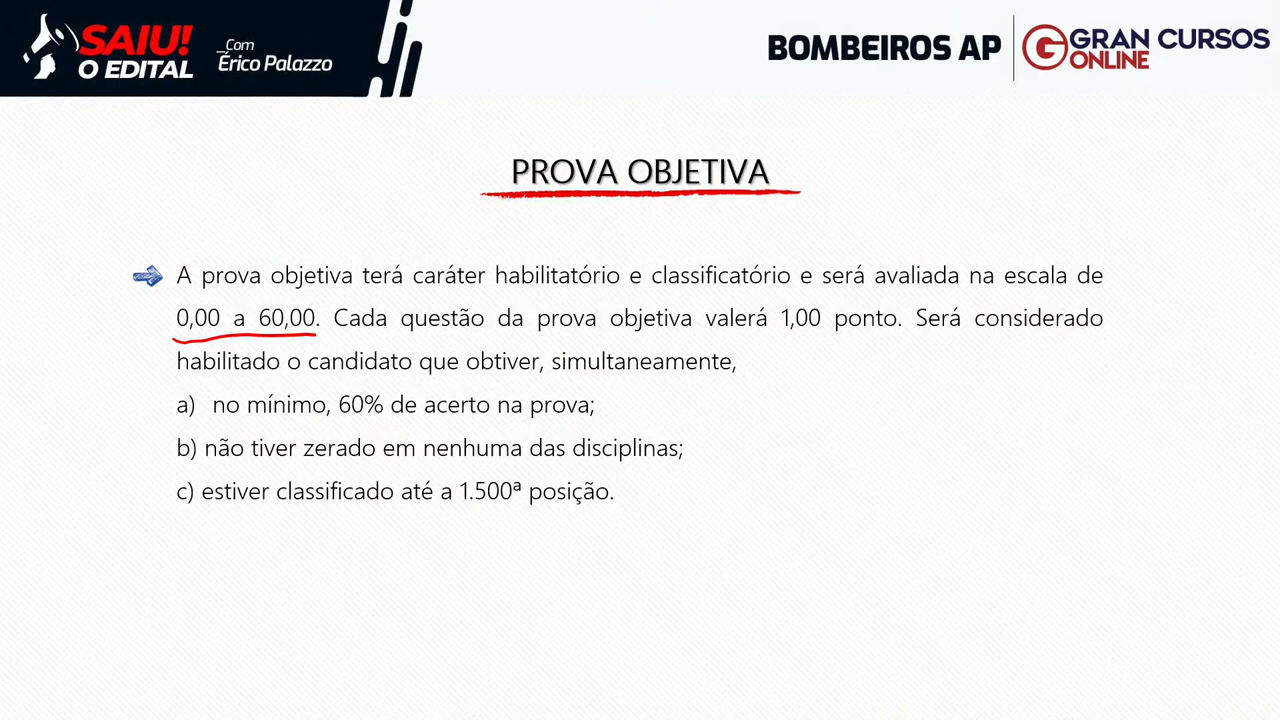 SAIU!
O EDITAL
_Com
Érico Palazzo
BOMBEIROS AP
GRAN CURSOS
ONLINE
PROVA OBJETIVA
A prova objetiva terá caráter habilitatório e classificatório e será avaliada na escala de
0,00 a 60,00. Cada questão da prova objetiva valerá 1,00 ponto. Será considerado
habilitado o candidato que obtiver, simultaneamente,
a) no mínimo, 60% de acerto na prova;
b) não tiver zerado em nenhuma das disciplinas;
c) estiver classificado até a 1.500ª posição.